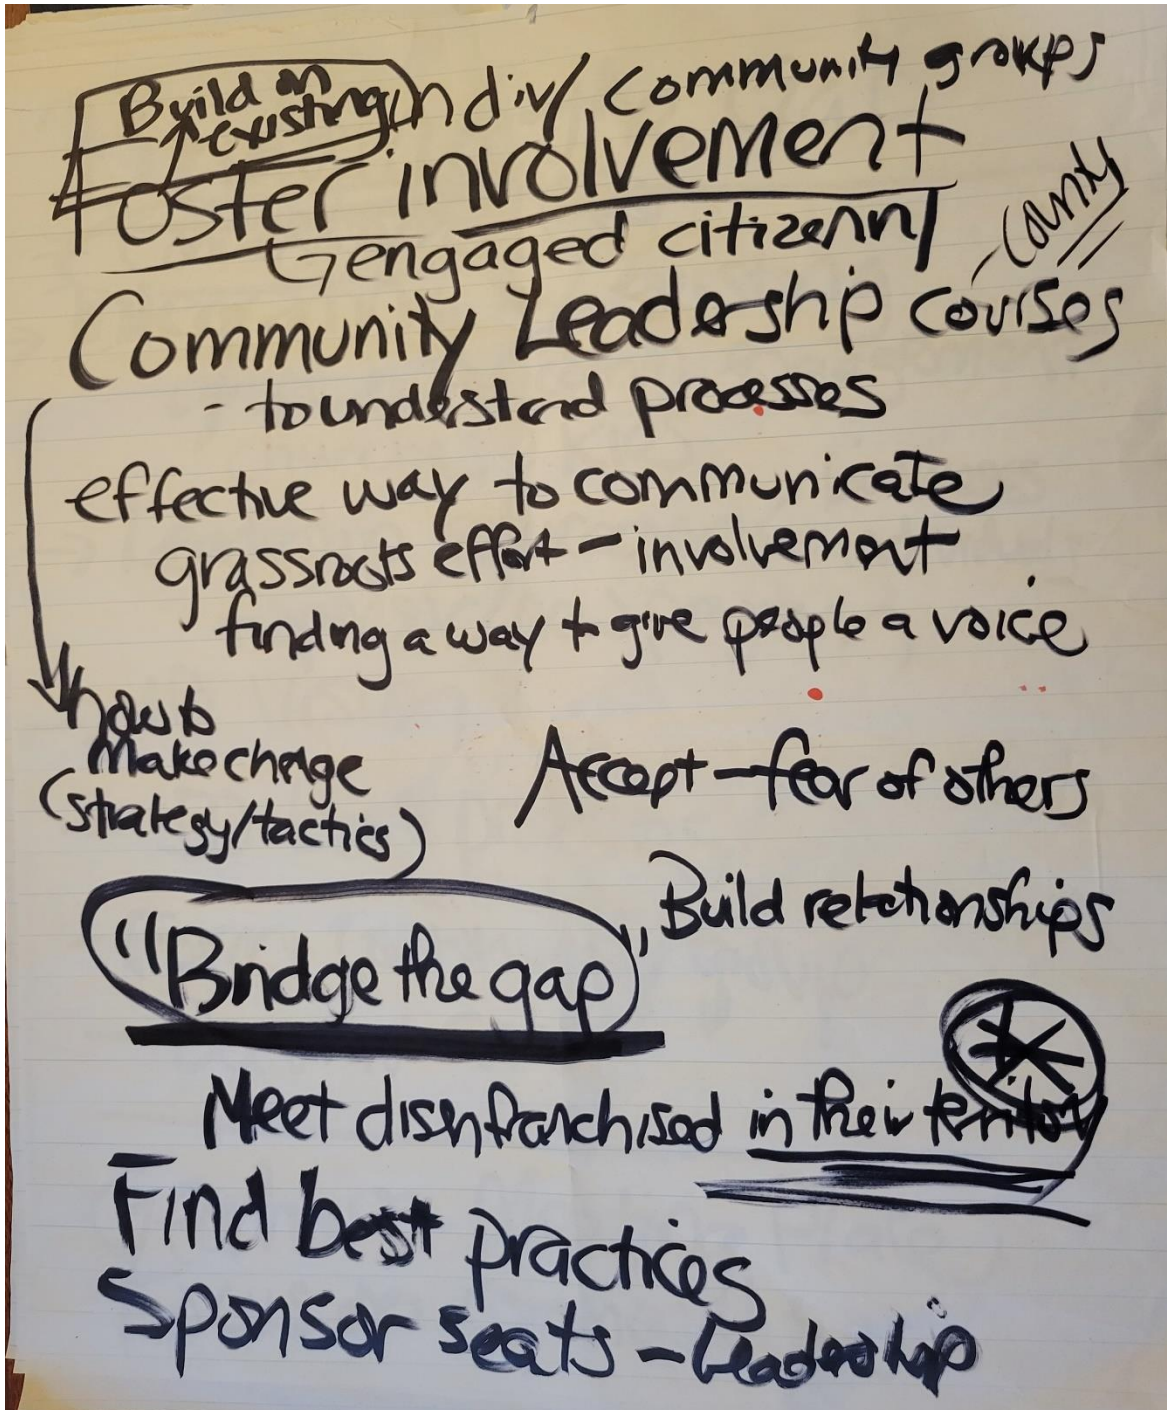 Build on
existing
indiv/community groups
Foster involvement
engaged citizenry
- County
Community Leadership courses
- to understand processes
effective way to communicate
grassroots effort - involvement
finding a way to give people a voice
how to
make change
(strategy/tactics)
Accept - fear of others
Build relationships
"Bridge the gap"
Meet disenfranchised in their
Find best practices
Sponsor seats - Leadership